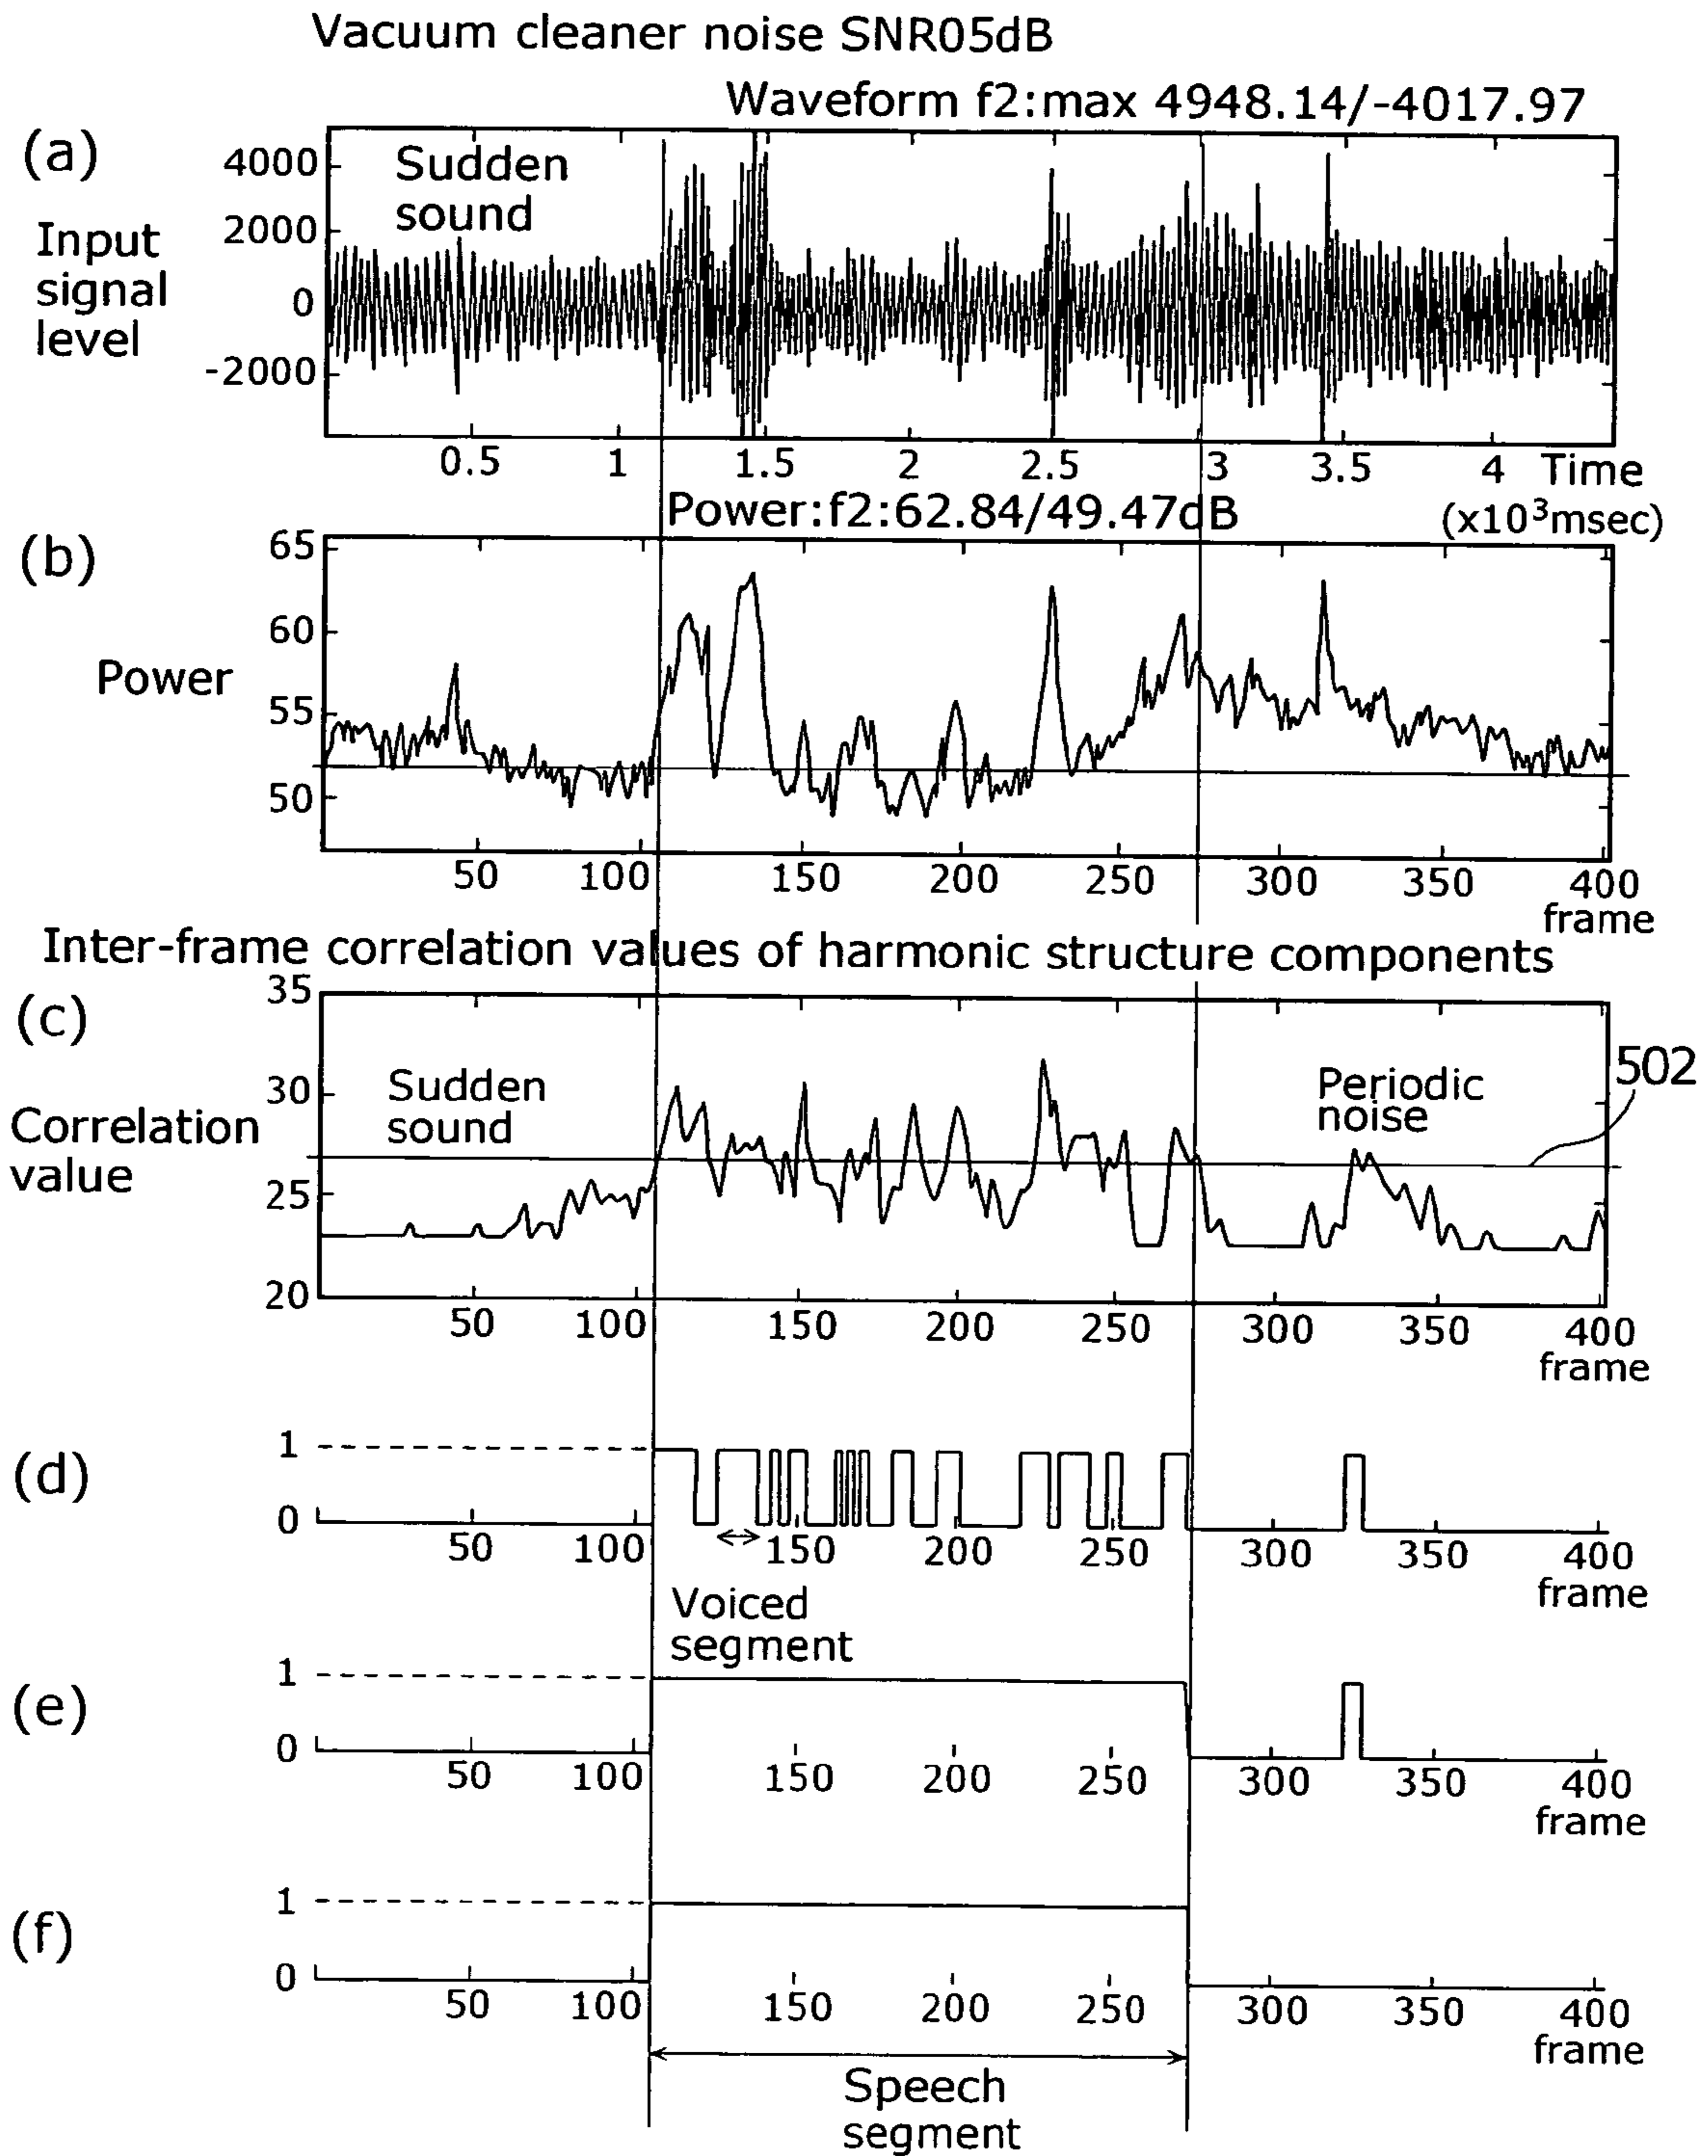 Vacuum cleaner noise SNR05dB
Waveform f2:max 4948.14/-4017.97
(a)
Input
signal
level
4000
2000
0
-2000
Sudden
sound
0.5 1 1.5 2 2.5 3 3.5 4 Time
(x10³msec)
Power:f2:62.84/49.47dB
(b)
Power
65
60
55
50
50 100 150 200 250 300 350 400
frame
Inter-frame correlation values of harmonic structure components
(c)
Correlation
value
35
30
25
20
Sudden
sound
Periodic
noise
502
50 100 150 200 250 300 350 400
frame
(d)
1
0
50 100 150 200 250 300 350 400
frame
Voiced
segment
(e)
1
0
50 100 150 200 250 300 350 400
frame
(f)
1
0
50 100 150 200 250 300 350 400
frame
Speech
segment